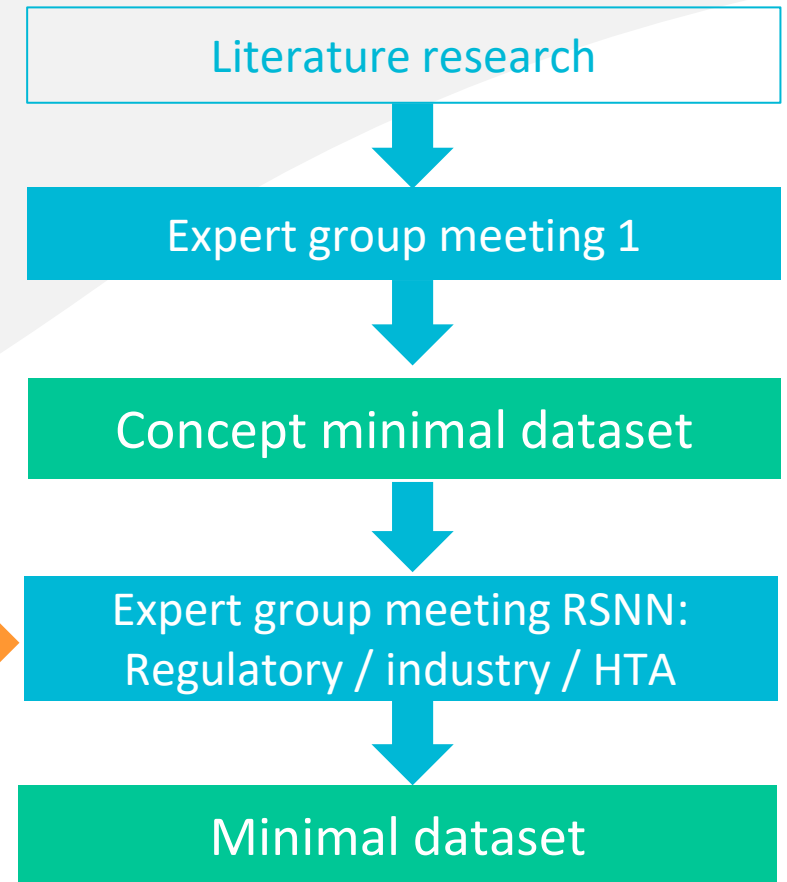 Literature research
Expert group meeting 1
Concept minimal dataset
Expert group meeting RSNN:
Regulatory / industry / HTA
Minimal dataset